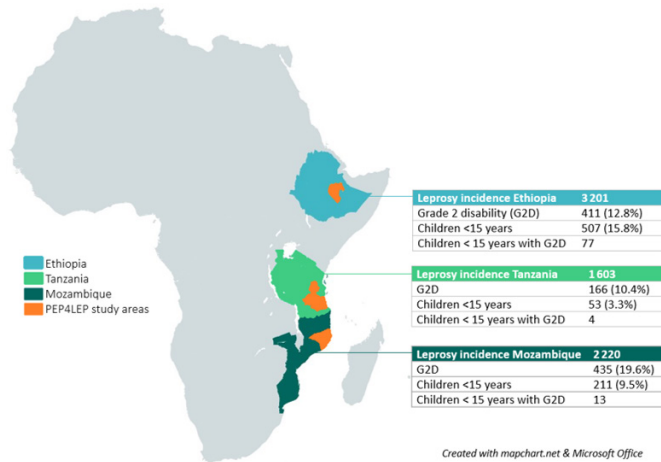 Leprosy incidence Ethiopia 3 201
Grade 2 disability (G2D) 411 (12.8%)
Children <15 years 507 (15.8%)
Children < 15 years with G2D 77
Ethiopia
Tanzania
Mozambique
PEP4LEP study areas
Leprosy incidence Tanzania 1 603
G2D 166 (10.4%)
Children <15 years 53 (3.3%)
Children < 15 years with G2D 4
Leprosy incidence Mozambique 2 220
G2D 435 (19.6%)
Children <15 years 211 (9.5%)
Children < 15 years with G2D 13
Created with mapchart.net & Microsoft Office